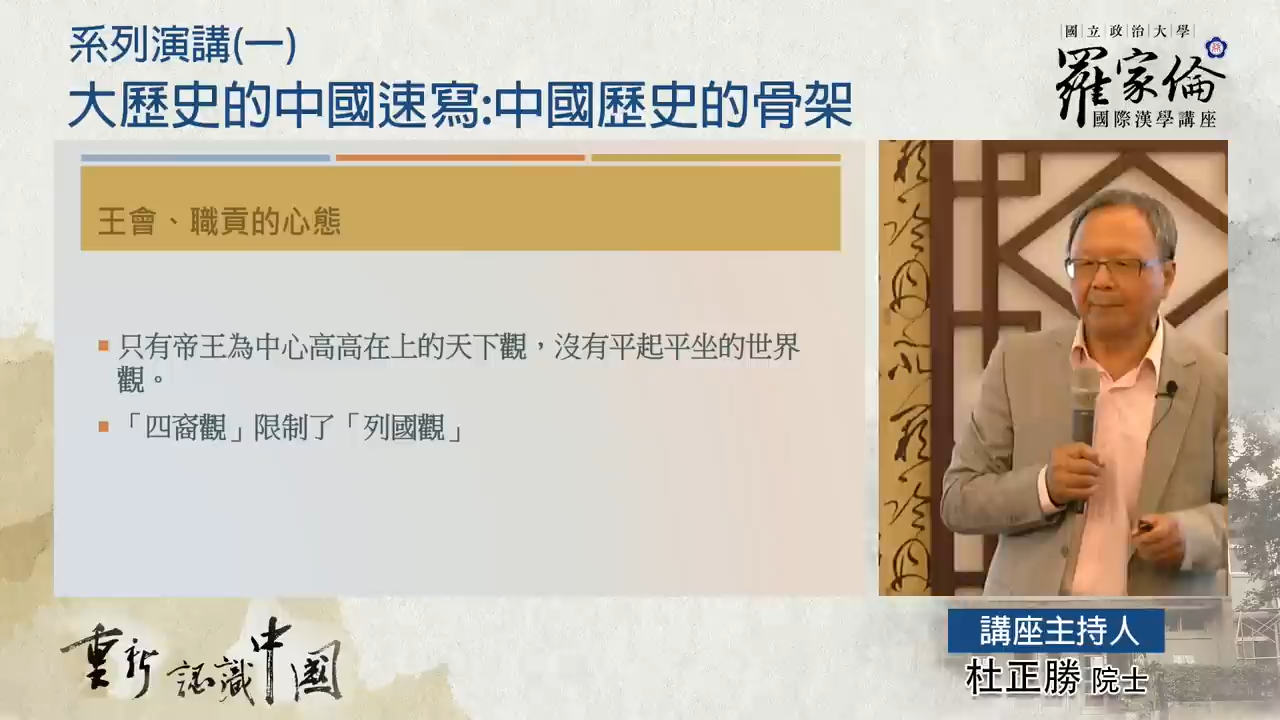 系列演講(一)
大歷史的中國速寫:中國歷史的骨架
國立政治大學
羅家倫
國際漢學講座
王會、職貢的心態
只有帝王為中心高高在上的天下觀，沒有平起平坐的世界
觀。
「四裔觀」限制了「列國觀」
重新認識中國
講座主持人
杜正勝 院士